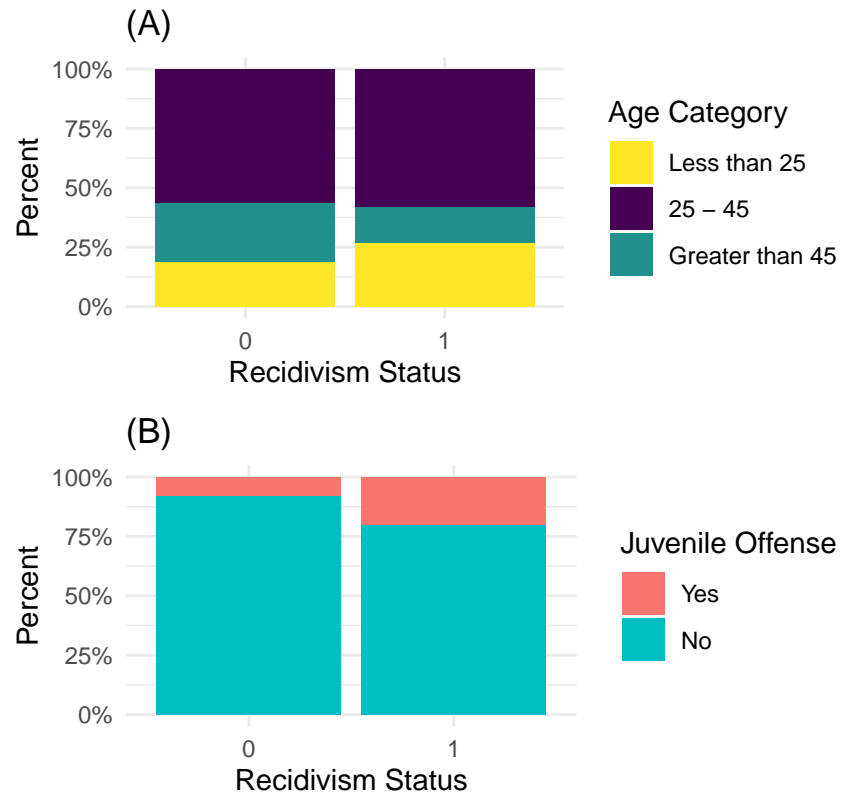 (A)
100%
75%
50%
25%
0%
Percent
0
1
Recidivism Status
Age Category
Less than 25
25 – 45
Greater than 45
(B)
100%
75%
50%
25%
0%
Percent
0
1
Recidivism Status
Juvenile Offense
Yes
No